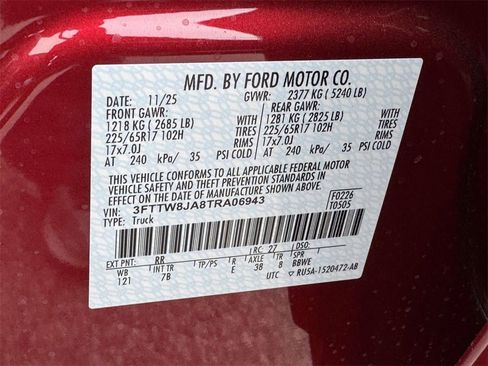 MFD. BY FORD MOTOR CO.
DATE: 11/25 GVWR: 2377 KG ( 5240 LB)
FRONT GAWR: REAR GAWR:
1218 KG ( 2685 LB) 1281 KG ( 2825 LB)
225/65R17 102H TIRES 225/65R17 102H TIRES
17x7.0J RIMS 17x7.0J RIMS
AT 240 kPa/ 35 PSI COLD AT 240 kPa/ 35 PSI COLD
THIS VEHICLE CONFORMS TO ALL APPLICABLE FEDERAL MOTOR
VEHICLE SAFETY AND THEFT PREVENTION STANDARDS IN EFFECT ON
THE DATE OF MANUFACTURE SHOWN ABOVE.
VIN: 3FTTW8JA8TRA06943 F0226
TYPE: Truck T0505
EXT PNT: RR RC: 27 DSO:
WB INT TR TP/PS R AXLE TR SPR
121 7B E 38 8 BBWE
UTC RU5A-1520472-AB